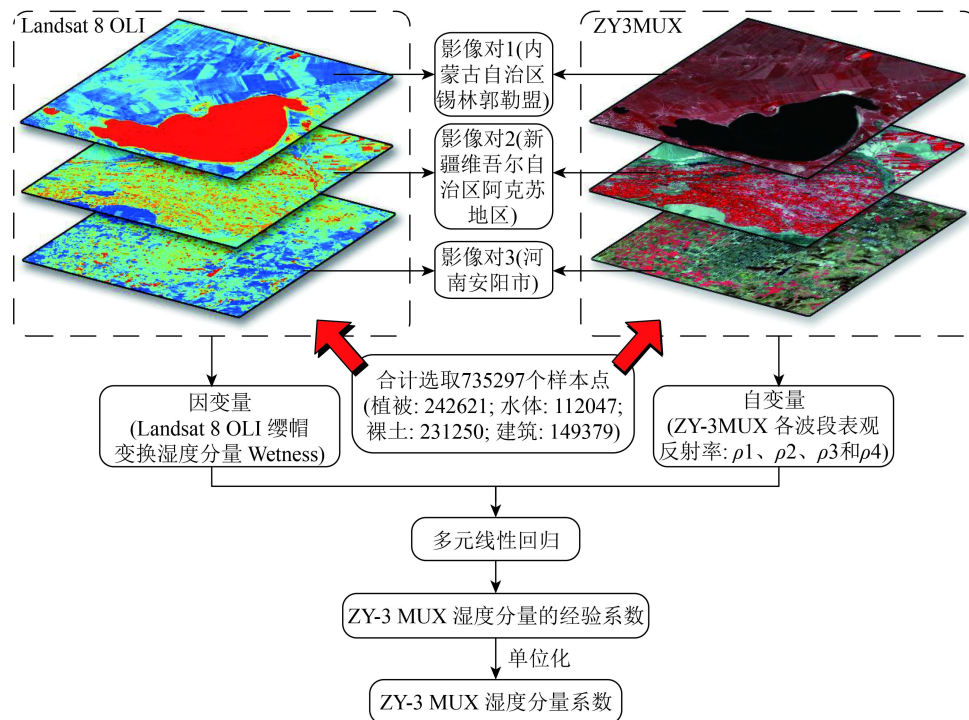 Landsat 8 OLI
ZY3MUX
影像对1(内
蒙古自治区
锡林郭勒盟)
影像对2(新
疆维吾尔自
治区阿克苏
地区)
影像对3(河
南安阳市)
合计选取735297个样本点
(植被: 242621; 水体: 112047;
裸土: 231250; 建筑: 149379)
因变量
(Landsat 8 OLI 缨帽
变换湿度分量 Wetness)
自变量
(ZY-3MUX 各波段表观
反射率: ρ1、ρ2、ρ3和ρ4)
多元线性回归
ZY-3 MUX 湿度分量的经验系数
单位化
ZY-3 MUX 湿度分量系数